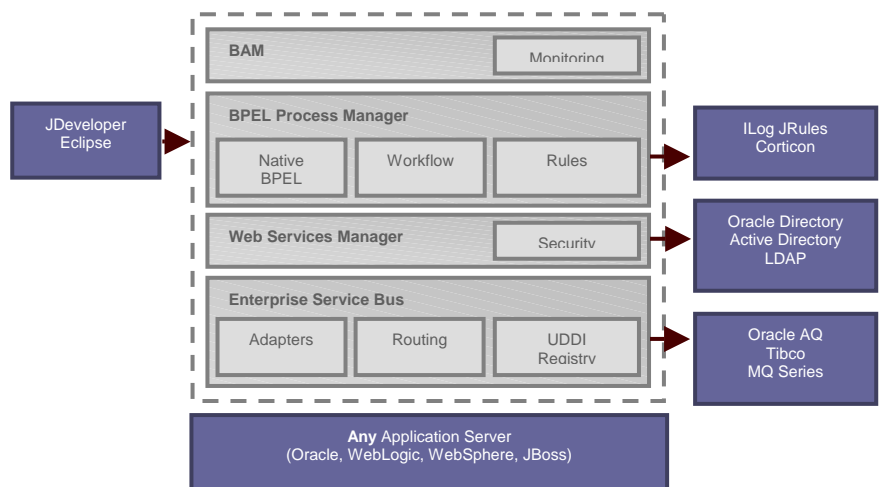 BAM
Monitoring
JDeveloper
Eclipse
BPEL Process Manager
Native
BPEL
Workflow
Rules
ILog JRules
Corticon
Web Services Manager
Security
Oracle Directory
Active Directory
LDAP
Enterprise Service Bus
Adapters
Routing
UDDI
Registry
Oracle AQ
Tibco
MQ Series
Any Application Server
(Oracle, WebLogic, WebSphere, JBoss)